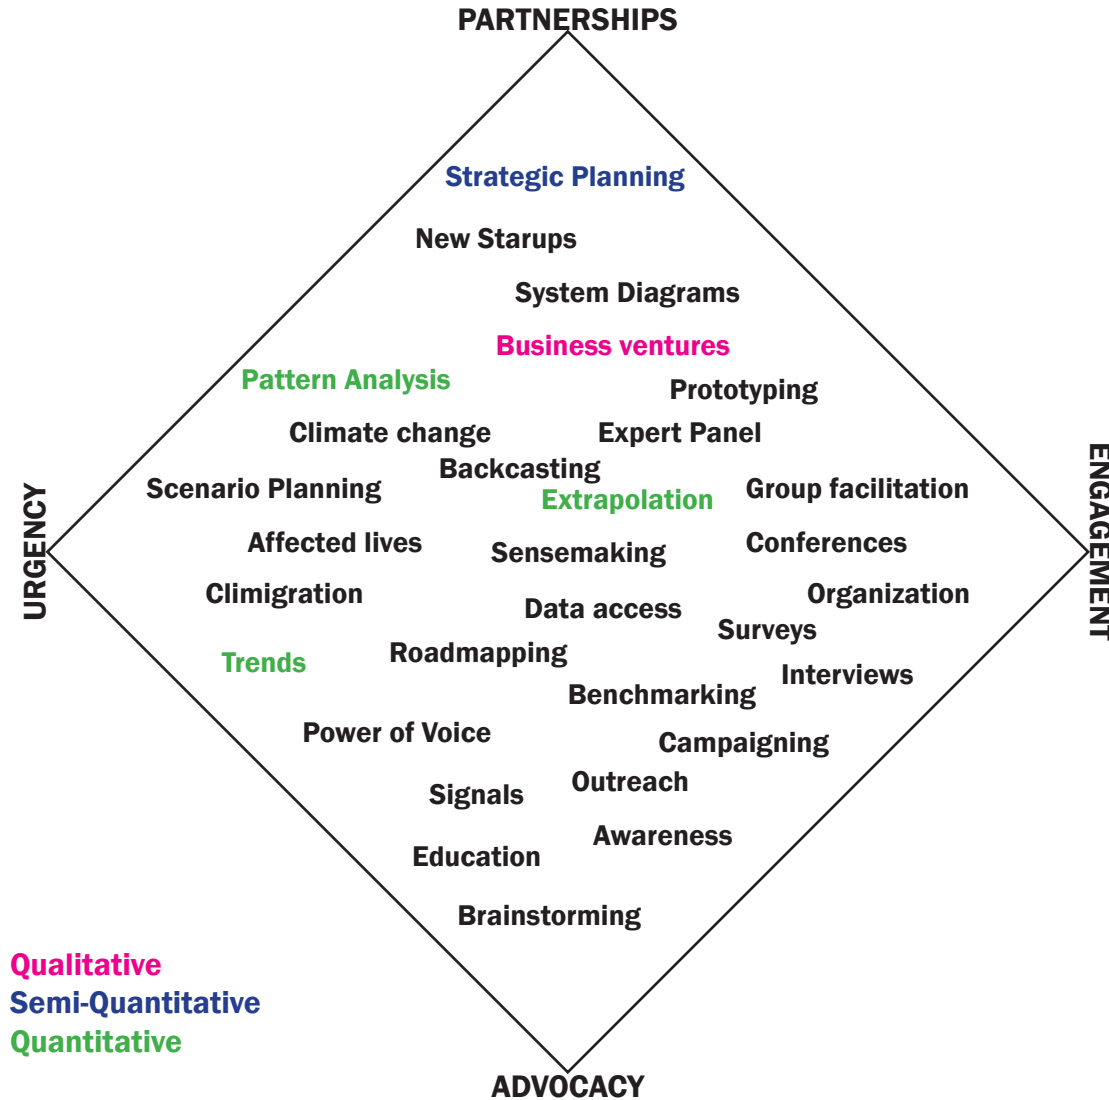 PARTNERSHIPS
Strategic Planning
New Starups
System Diagrams
Business ventures
Pattern Analysis
Prototyping
Climate change
Expert Panel
Backcasting
Scenario Planning
Extrapolation
Group facilitation
URGENCY
ENGAGEMENT
Affected lives
Sensemaking
Conferences
Climigration
Data access
Organization
Surveys
Trends
Roadmapping
Interviews
Benchmarking
Power of Voice
Campaigning
Signals
Outreach
Awareness
Education
Brainstorming
Qualitative
Semi-Quantitative
Quantitative
ADVOCACY